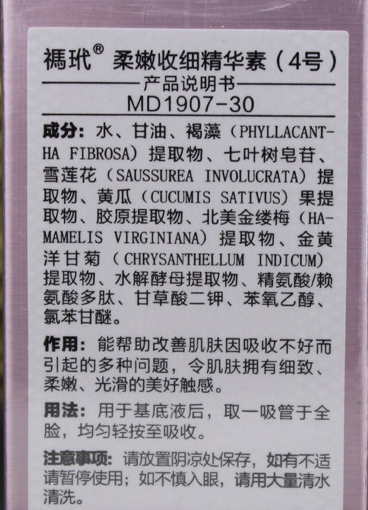 禡玳® 柔嫩收细精华素（4号）
产品说明书
MD1907-30
成分：水、甘油、褐藻（PHYLLACANT-
HA FIBROSA）提取物、七叶树皂苷、
雪莲花（SAUSSUREA INVOLUCRATA）提
取物、黄瓜（CUCUMIS SATIVUS）果提
取物、胶原提取物、北美金缕梅（HA-
MAMELIS VIRGINIANA）提取物、金黄
洋甘菊（CHRYSANTHELLUM INDICUM）
提取物、水解酵母提取物、精氨酸/赖
氨酸多肽、甘草酸二钾、苯氧乙醇、
氯苯甘醚。
作用：能帮助改善肌肤因吸收不好而
引起的多种问题，令肌肤拥有细致、
柔嫩、光滑的美好触感。
用法：用于基底液后，取一吸管于全
脸，均匀轻按至吸收。
注意事项：请放置阴凉处保存，如有不适
请暂停使用；如不慎入眼，请用大量清水
清洗。